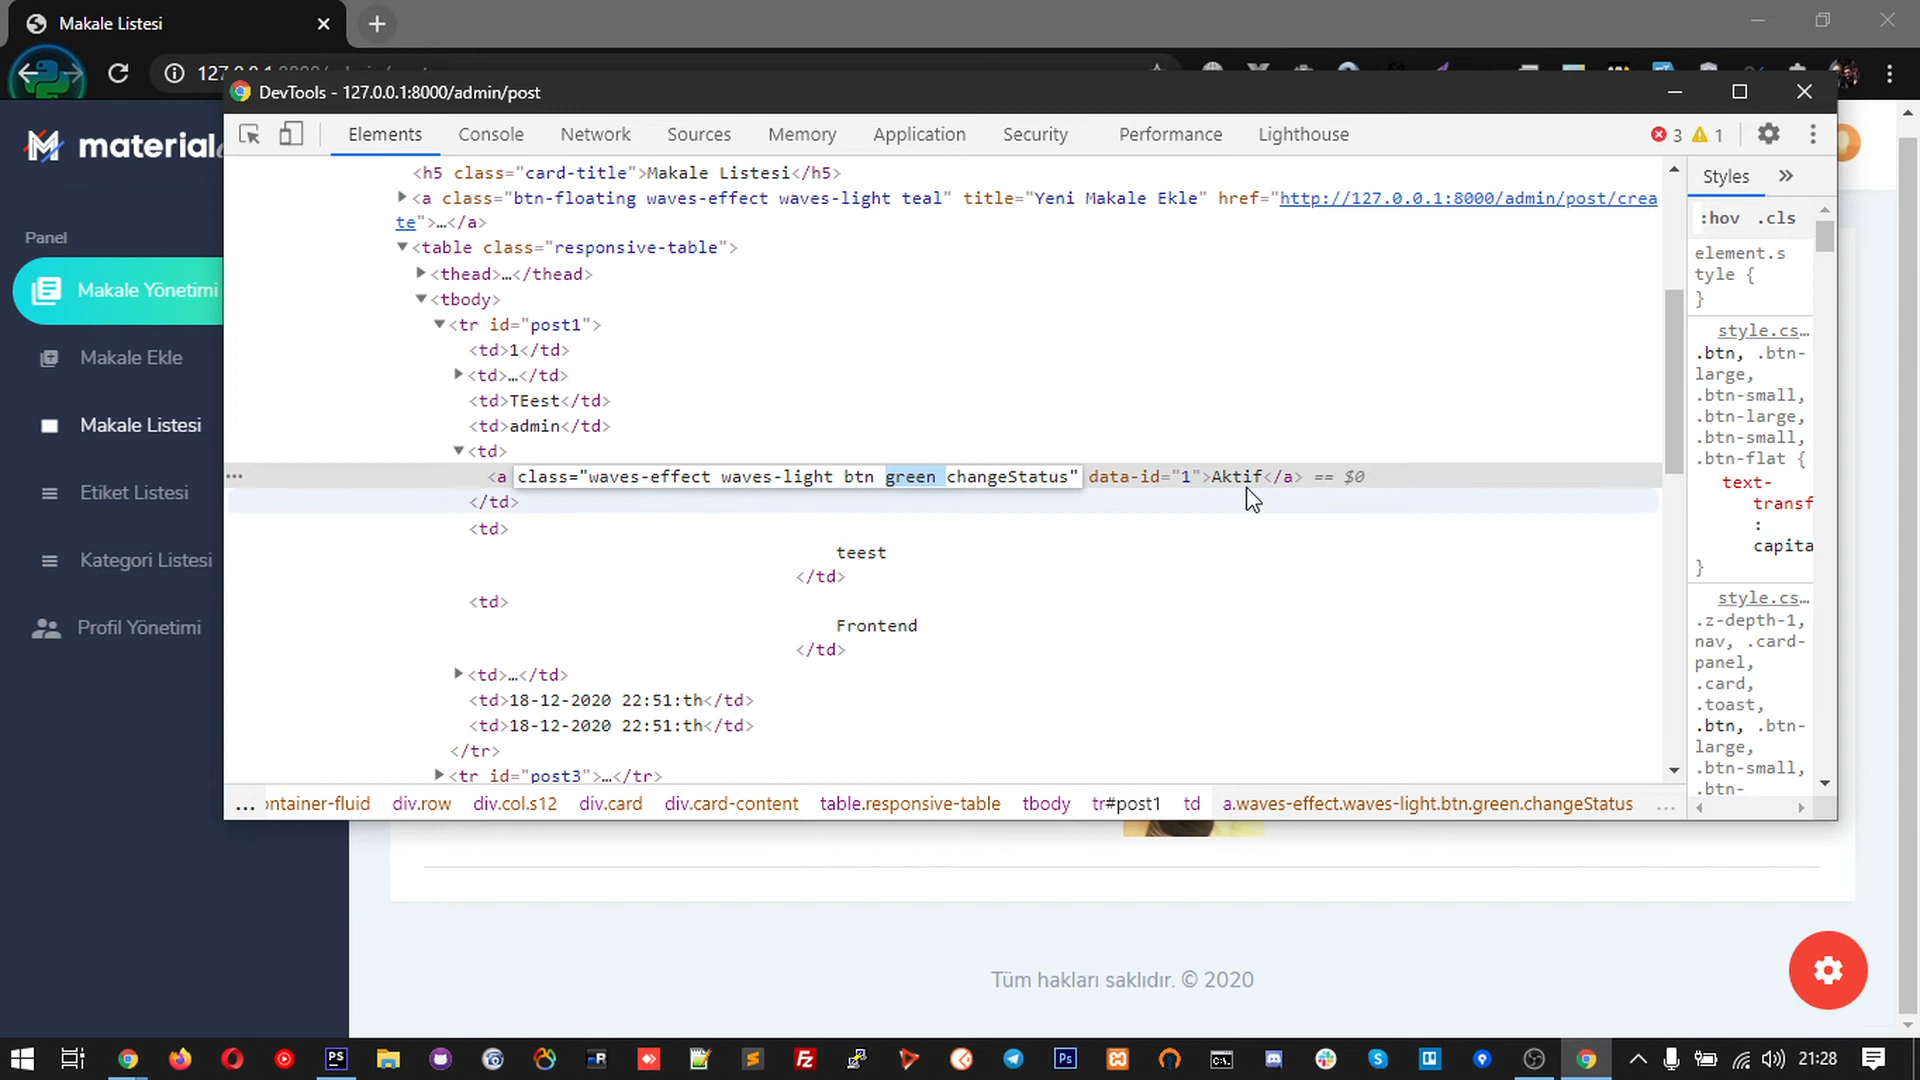 Makale Listesi
DevTools - 127.0.0.1:8000/admin/post
Elements Console Network Sources Memory Application Security Performance Lighthouse 3 1
material
<h5 class="card-title">Makale Listesi</h5>
<a class="btn-floating waves-effect waves-light teal" title="Yeni Makale Ekle" href="http://127.0.0.1:8000/admin/post/crea
te">…</a>
<table class="responsive-table">
<thead>…</thead>
<tbody>
<tr id="post1">
<td>1</td>
<td>…</td>
<td>TEest</td>
<td>admin</td>
<td>
<a class="waves-effect waves-light btn green changeStatus" data-id="1">Aktif</a> == $0
</td>
<td>
teest
</td>
<td>
Frontend
</td>
<td>…</td>
<td>18-12-2020 22:51:th</td>
<td>18-12-2020 22:51:th</td>
</tr>
<tr id="post3">…</tr>
... ontainer-fluid div.row div.col.s12 div.card div.card-content table.responsive-table tbody tr#post1 td a.waves-effect.waves-light.btn.green.changeStatus ...
Styles
:hov .cls
element.s
tyle {
}
style.cs…
.btn, .btn-
large,
.btn-small,
.btn-large,
.btn-small,
.btn-flat {
text-
transf
:
capita
}
style.cs…
.z-depth-1,
nav, .card-
panel,
.card,
.toast,
.btn, .btn-
large,
.btn-small,
.btn-
Panel
Makale Yönetimi
Makale Ekle
Makale Listesi
Etiket Listesi
Kategori Listesi
Profil Yönetimi
Tüm hakları saklıdır. © 2020
21:28